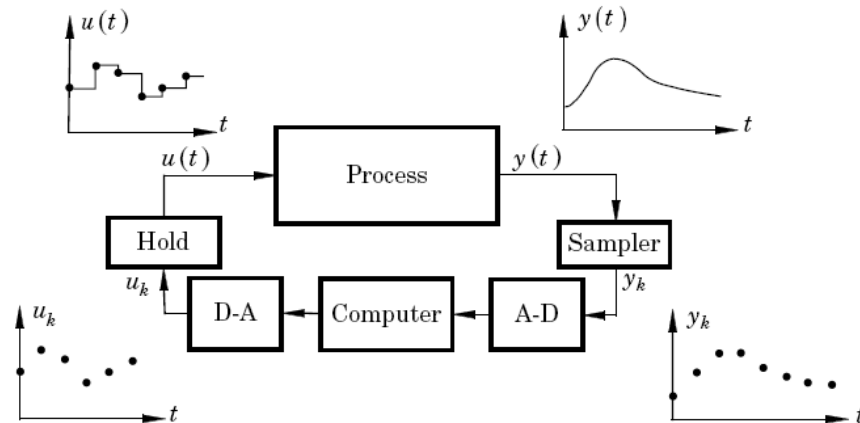 u(t)
y(t)
t
t
u(t)
Process
y(t)
Hold
Sampler
u_k
y_k
D-A
Computer
A-D
u_k
y_k
t
t